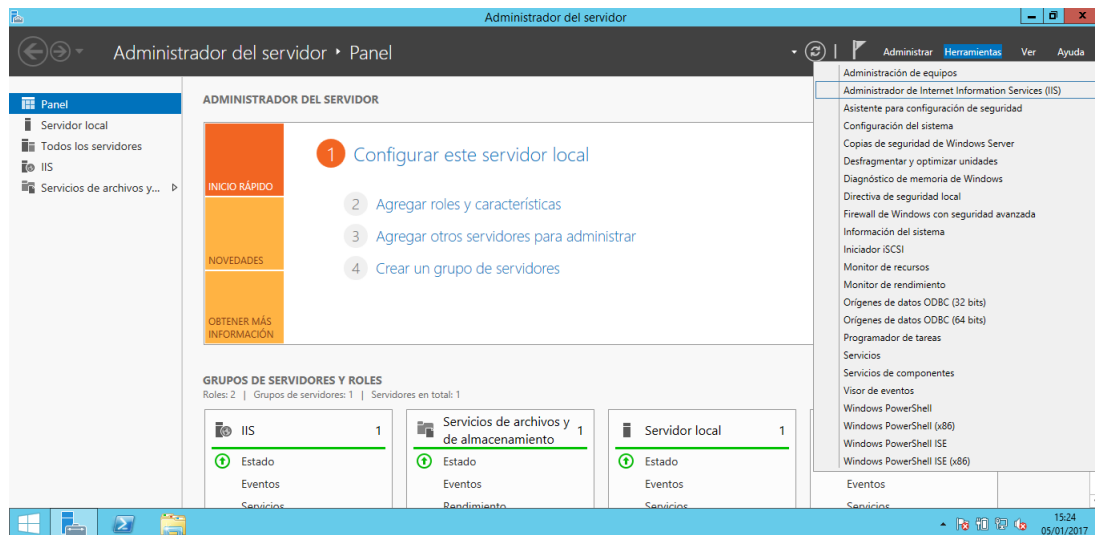 Administrador del servidor
Administrador del servidor ‣ Panel
Administrar Herramientas Ver Ayuda
Panel
Servidor local
Todos los servidores
IIS
Servicios de archivos y...
ADMINISTRADOR DEL SERVIDOR
INICIO RÁPIDO
NOVEDADES
OBTENER MÁS
INFORMACIÓN
1 Configurar este servidor local
2 Agregar roles y características
3 Agregar otros servidores para administrar
4 Crear un grupo de servidores
GRUPOS DE SERVIDORES Y ROLES
Roles: 2 | Grupos de servidores: 1 | Servidores en total: 1
IIS 1
Estado
Eventos
Servicios
Servicios de archivos y
de almacenamiento 1
Estado
Eventos
Rendimiento
Servidor local 1
Estado
Eventos
Servicios
Eventos
Servicios
Administración de equipos
Administrador de Internet Information Services (IIS)
Asistente para configuración de seguridad
Configuración del sistema
Copias de seguridad de Windows Server
Desfragmentar y optimizar unidades
Diagnóstico de memoria de Windows
Directiva de seguridad local
Firewall de Windows con seguridad avanzada
Información del sistema
Iniciador iSCSI
Monitor de recursos
Monitor de rendimiento
Orígenes de datos ODBC (32 bits)
Orígenes de datos ODBC (64 bits)
Programador de tareas
Servicios
Servicios de componentes
Visor de eventos
Windows PowerShell
Windows PowerShell (x86)
Windows PowerShell ISE
Windows PowerShell ISE (x86)
15:24
05/01/2017